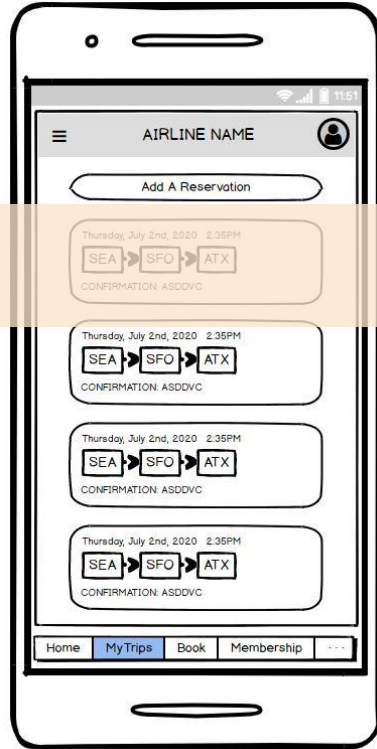 11:51
AIRLINE NAME
Add A Reservation
Thursday, July 2nd, 2020 2:35PM
SEA SFO ATX
CONFIRMATION: ASDDVC
Thursday, July 2nd, 2020 2:35PM
SEA SFO ATX
CONFIRMATION: ASDDVC
Thursday, July 2nd, 2020 2:35PM
SEA SFO ATX
CONFIRMATION: ASDDVC
Thursday, July 2nd, 2020 2:35PM
SEA SFO ATX
CONFIRMATION: ASDDVC
Home MyTrips Book Membership ...